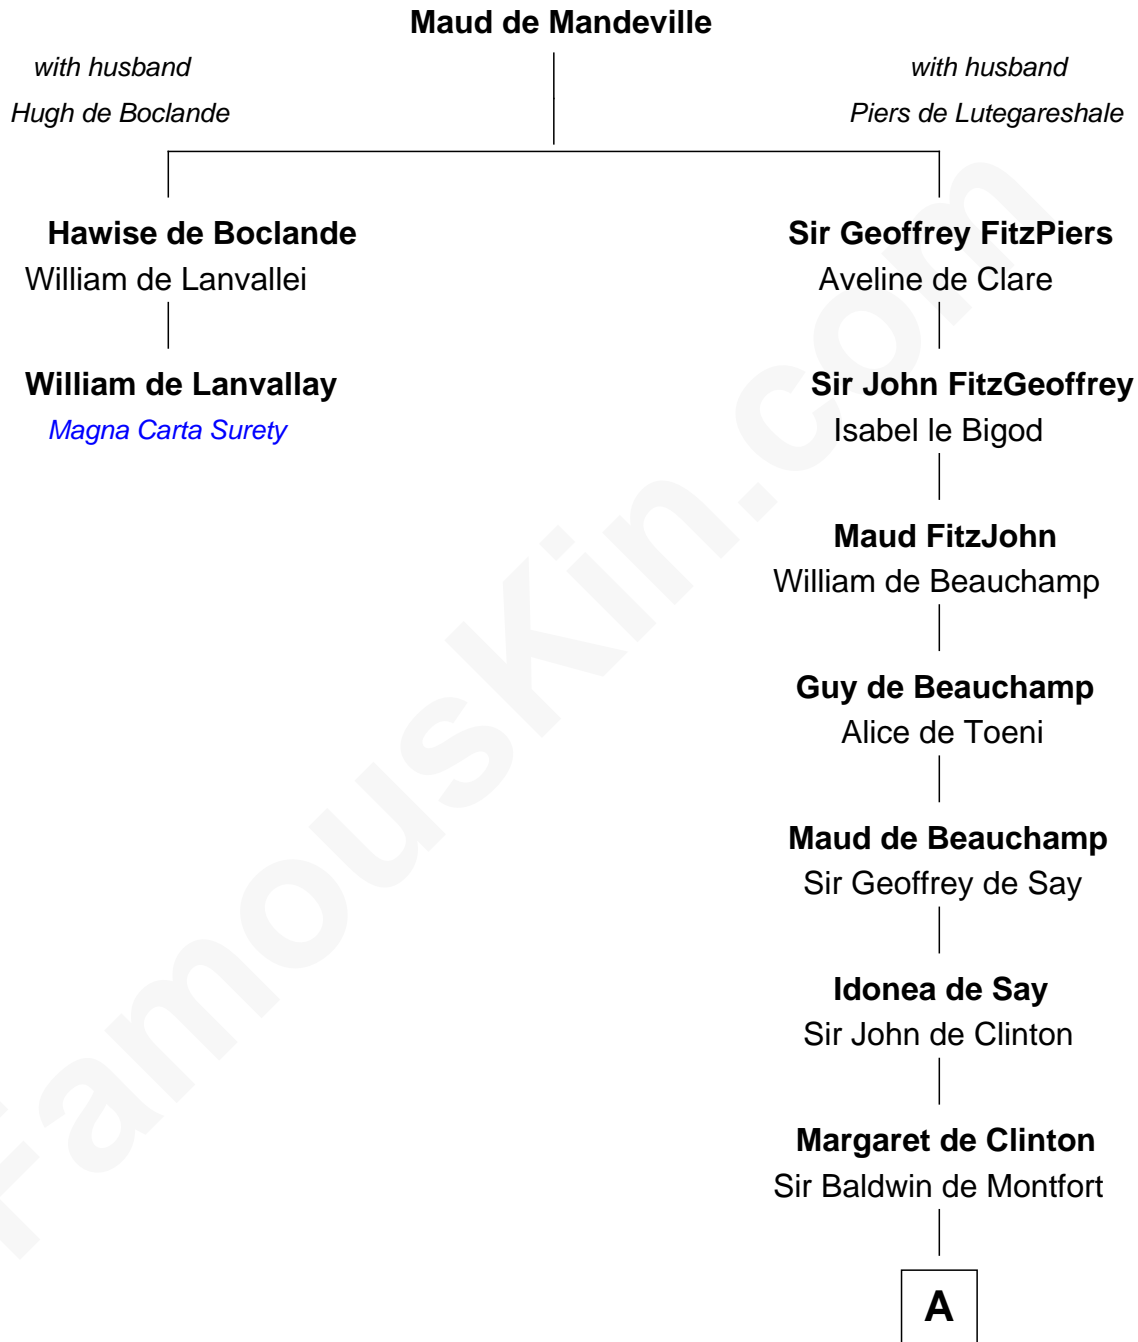 Maud de Mandeville
with husband
Hugh de Boclande
with husband
Piers de Lutegareshale
Hawise de Boclande
William de Lanvallei
William de Lanvallay
Magna Carta Surety
Sir Geoffrey FitzPiers
Aveline de Clare
Sir John FitzGeoffrey
Isabel le Bigod
Maud FitzJohn
William de Beauchamp
Guy de Beauchamp
Alice de Toeni
Maud de Beauchamp
Sir Geoffrey de Say
Idonea de Say
Sir John de Clinton
Margaret de Clinton
Sir Baldwin de Montfort
A
FamousKin.com